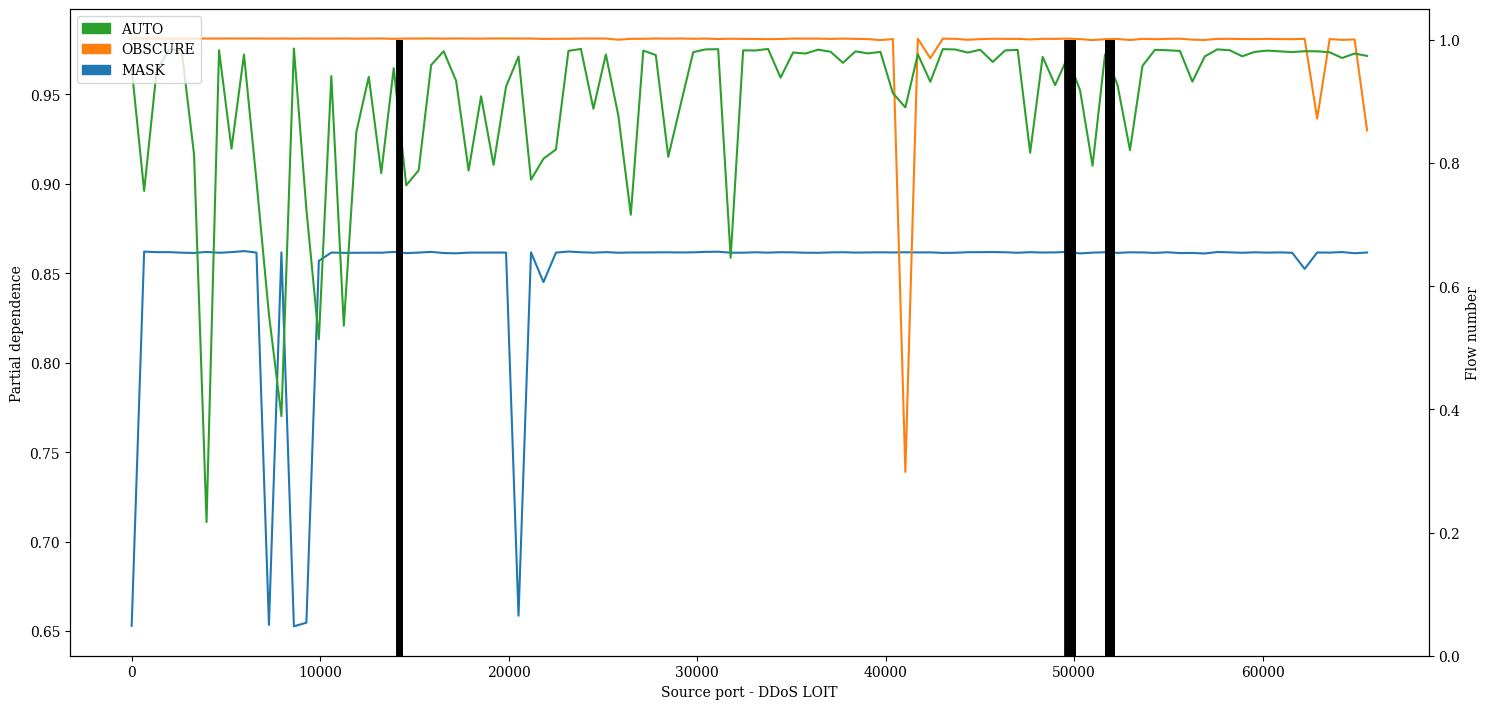 AUTO
OBSCURE
MASK
Partial dependence
0.95
0.90
0.85
0.80
0.75
0.70
0.65
1.0
0.8
0.6
0.4
0.2
0.0
Flow number
0 10000 20000 30000 40000 50000 60000
Source port - DDoS LOIT